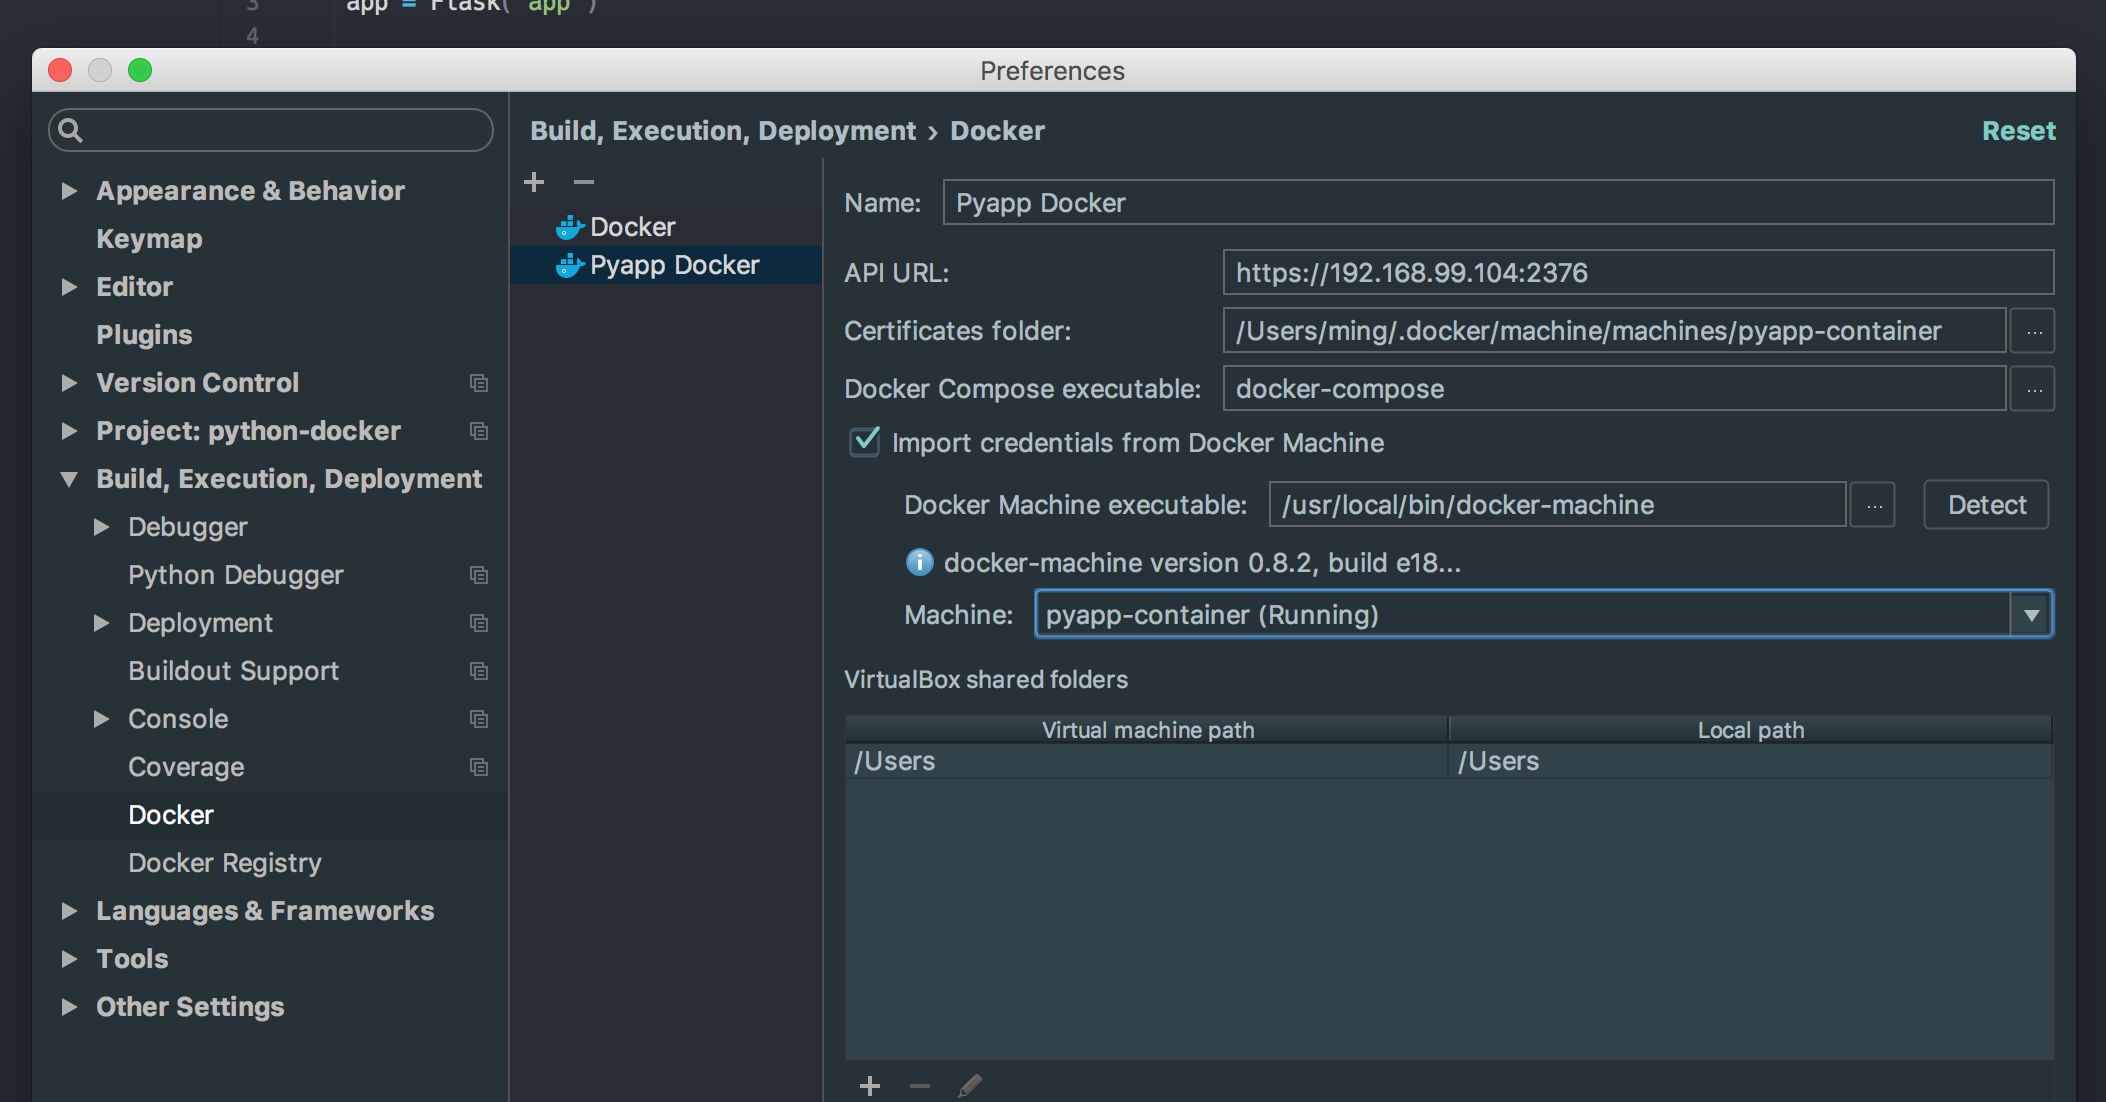 3 app = Flask('app')
4
Preferences
Build, Execution, Deployment › Docker
Reset
Appearance & Behavior
Keymap
Editor
Plugins
Version Control
Project: python-docker
Build, Execution, Deployment
Debugger
Python Debugger
Deployment
Buildout Support
Console
Coverage
Docker
Docker Registry
Languages & Frameworks
Tools
Other Settings
Docker
Pyapp Docker
Name: Pyapp Docker
API URL: https://192.168.99.104:2376
Certificates folder: /Users/ming/.docker/machine/machines/pyapp-container ...
Docker Compose executable: docker-compose ...
Import credentials from Docker Machine
Docker Machine executable: /usr/local/bin/docker-machine ... Detect
docker-machine version 0.8.2, build e18...
Machine: pyapp-container (Running)
VirtualBox shared folders
Virtual machine path Local path
/Users /Users